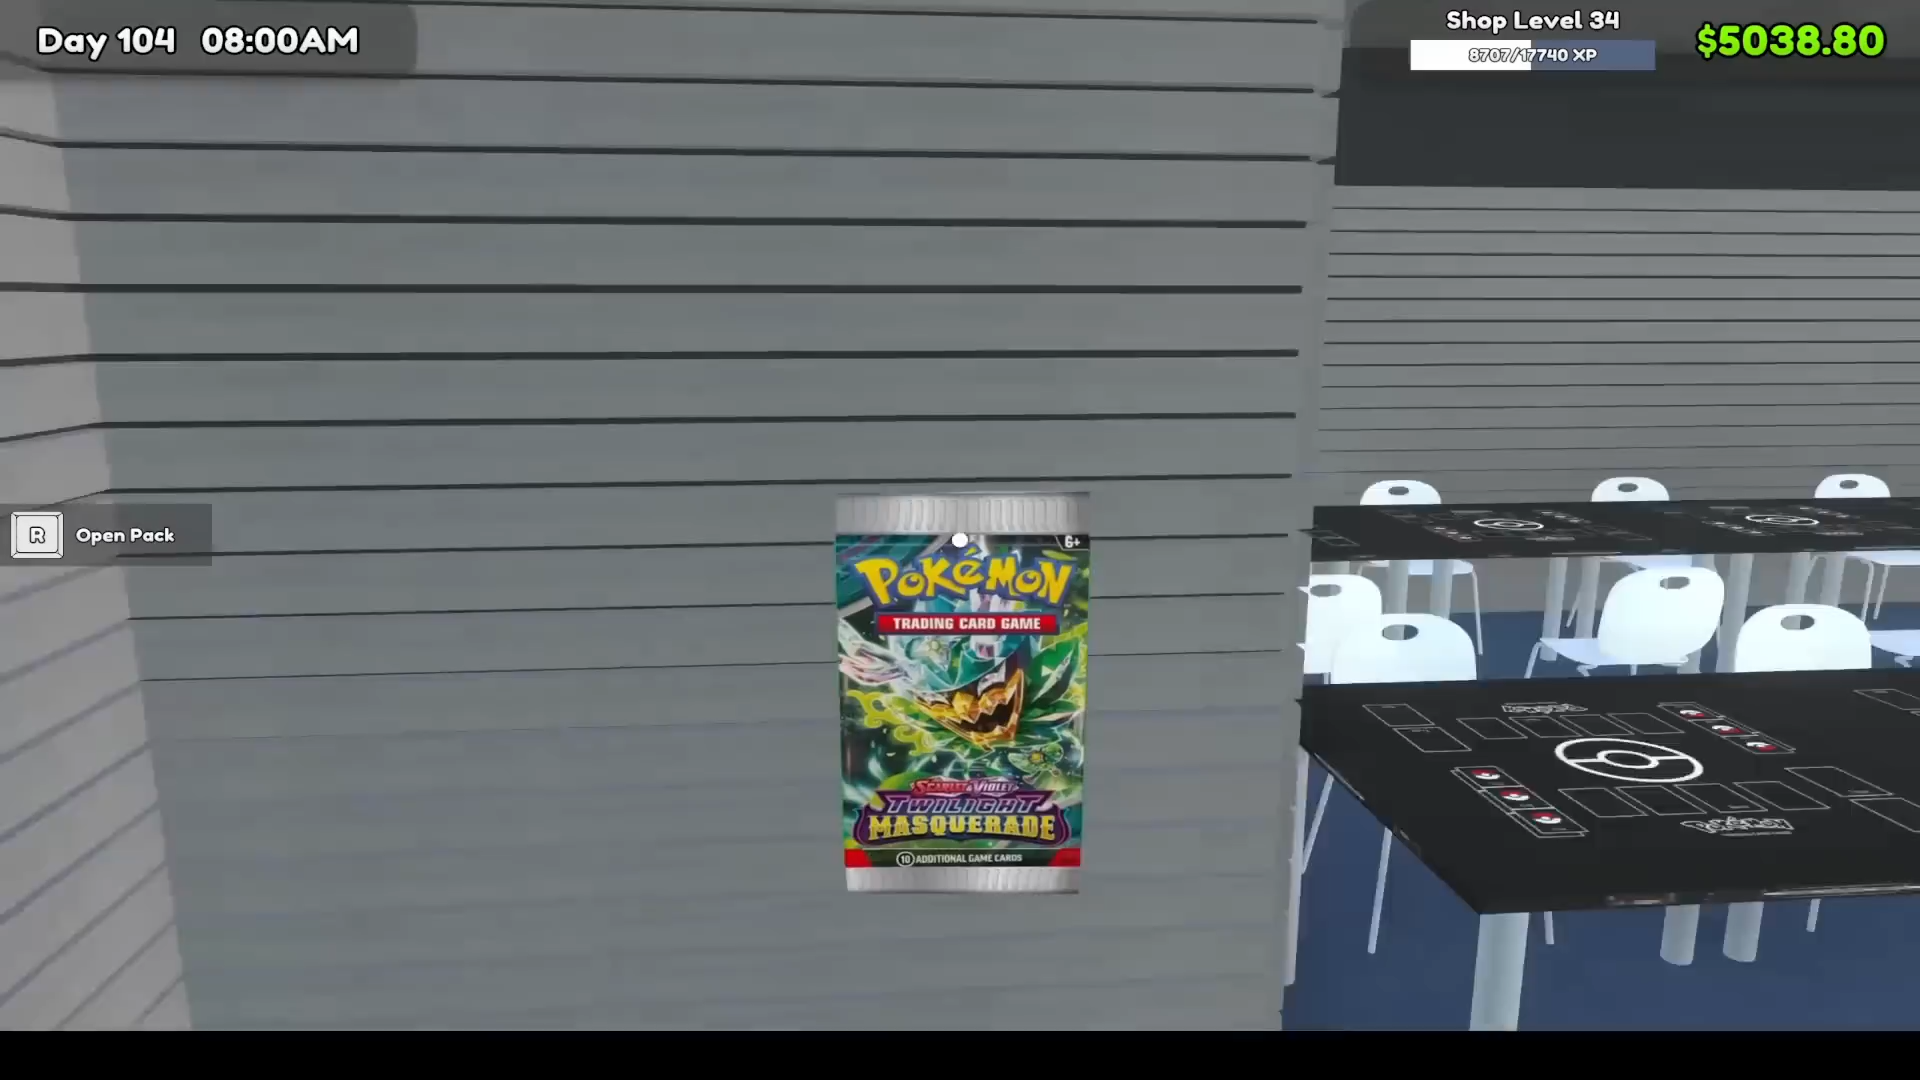 Day 104 08:00AM
Shop Level 34
8707/17740 XP
$5038.80
R Open Pack
6+
POKéMON
TRADING CARD GAME
SCARLET & VIOLET
TWILIGHT
MASQUERADE
10 ADDITIONAL GAME CARDS